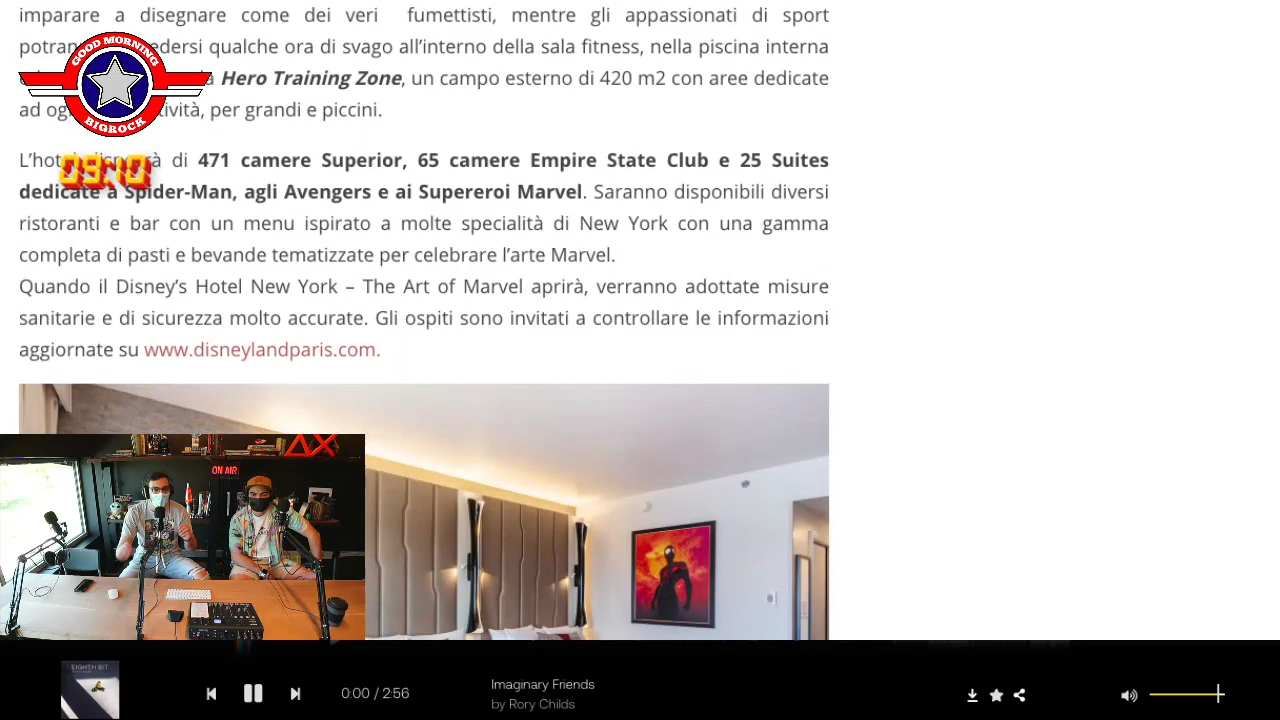 imparare a disegnare come dei veri fumettisti, mentre gli appassionati di sport
GOOD MORNING
BIGROCK
edersi qualche ora di svago all'interno della sala fitness, nella piscina interna
Hero Training Zone, un campo esterno di 420 m2 con aree dedicate
ad og tività, per grandi e piccini.
09:10
di 471 camere Superior, 65 camere Empire State Club e 25 Suites
dedicate a Spider-Man, agli Avengers e ai Supereroi Marvel. Saranno disponibili diversi
ristoranti e bar con un menu ispirato a molte specialità di New York con una gamma
completa di pasti e bevande tematizzate per celebrare l'arte Marvel.
Quando il Disney's Hotel New York – The Art of Marvel aprirà, verranno adottate misure
sanitarie e di sicurezza molto accurate. Gli ospiti sono invitati a controllare le informazioni
aggiornate su www.disneylandparis.com.
ON AIR
EIGHTH BIT
0:00 / 2:56
Imaginary Friends
by Rory Childs